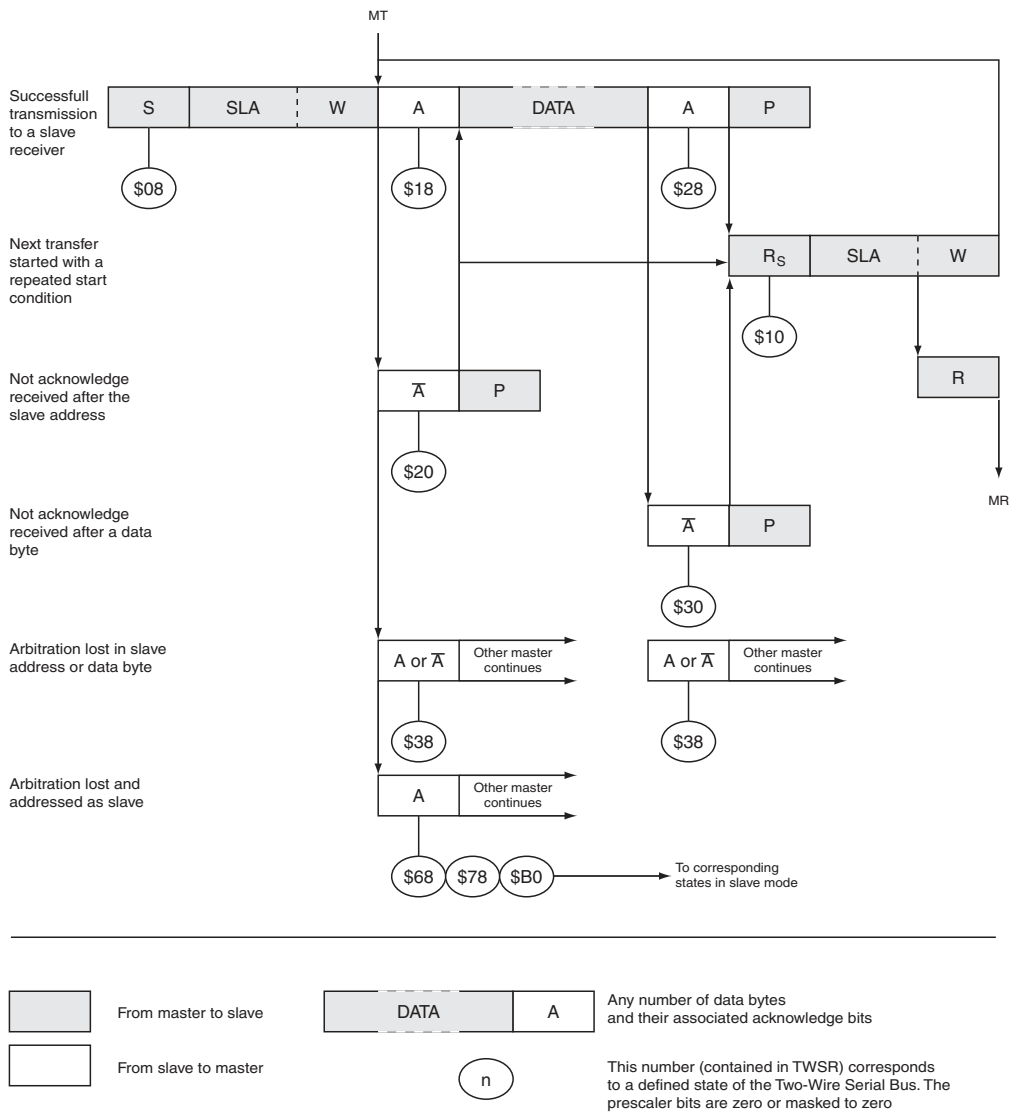 MT
Successfull
transmission
to a slave
receiver
S SLA W A DATA A P
$08 $18 $28
Next transfer
started with a
repeated start
condition
RS SLA W
$10
Not acknowledge
received after the
slave address
A̅ P
R
$20
MR
Not acknowledge
received after a data
byte
A̅ P
$30
Arbitration lost in slave
address or data byte
A or A̅ Other master
continues
A or A̅ Other master
continues
$38 $38
Arbitration lost and
addressed as slave
A Other master
continues
$68 $78 $B0
To corresponding
states in slave mode
From master to slave
DATA A
Any number of data bytes
and their associated acknowledge bits
From slave to master
n
This number (contained in TWSR) corresponds
to a defined state of the Two-Wire Serial Bus. The
prescaler bits are zero or masked to zero